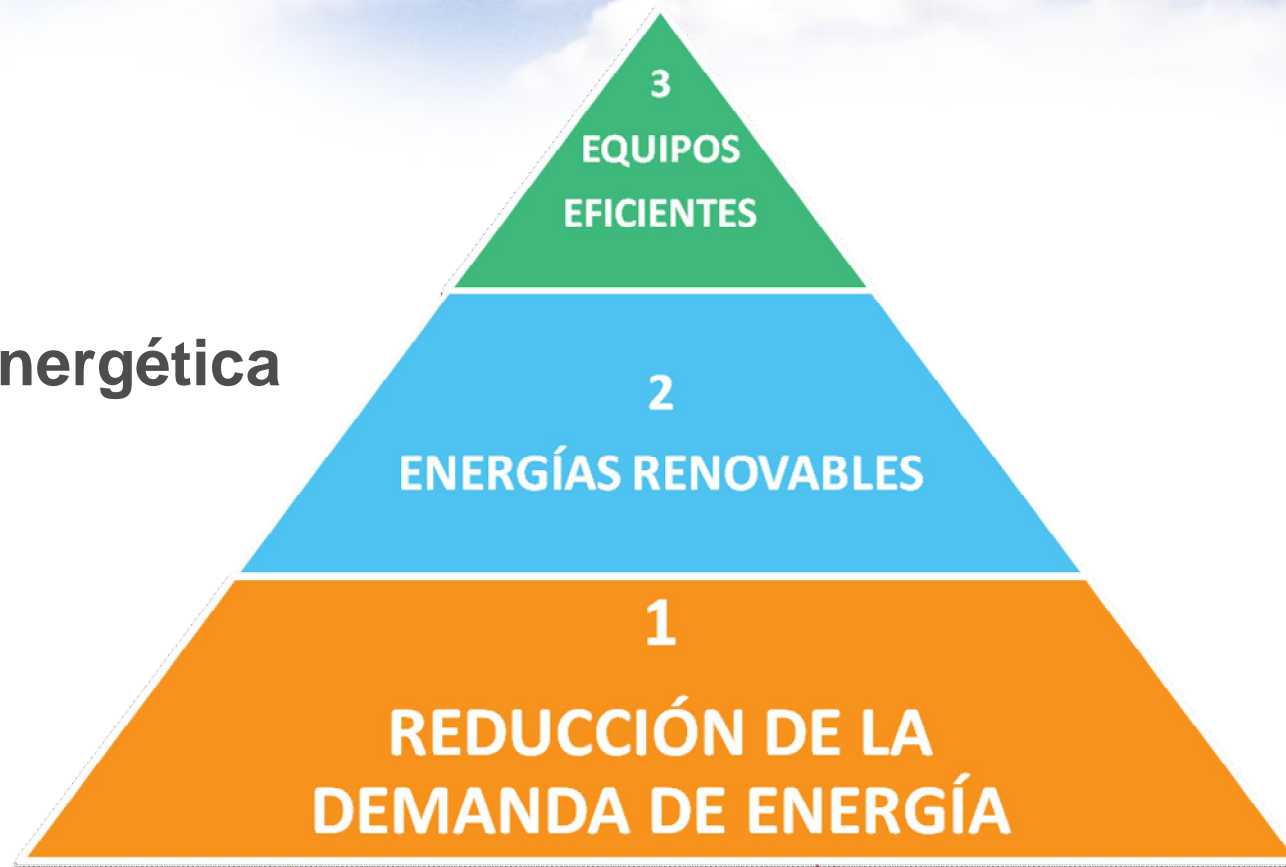 3
EQUIPOS
EFICIENTES
nergética
2
ENERGÍAS RENOVABLES
1
REDUCCIÓN DE LA
DEMANDA DE ENERGÍA